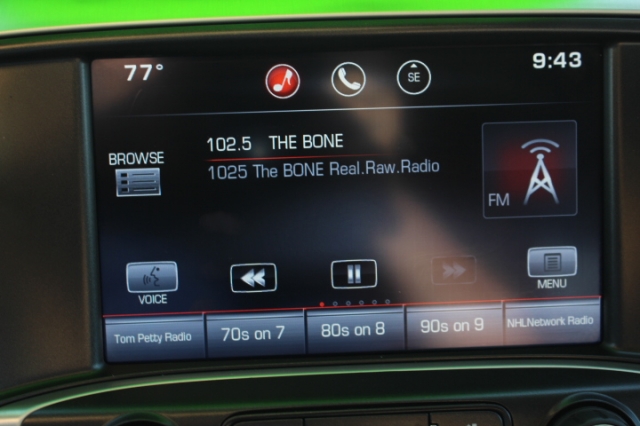 77°
SE
9:43
102.5 THE BONE
BROWSE
1025 The BONE Real.Raw.Radio
FM
VOICE
MENU
Tom Petty Radio
70s on 7
80s on 8
90s on 9
NHLNetwork Radio